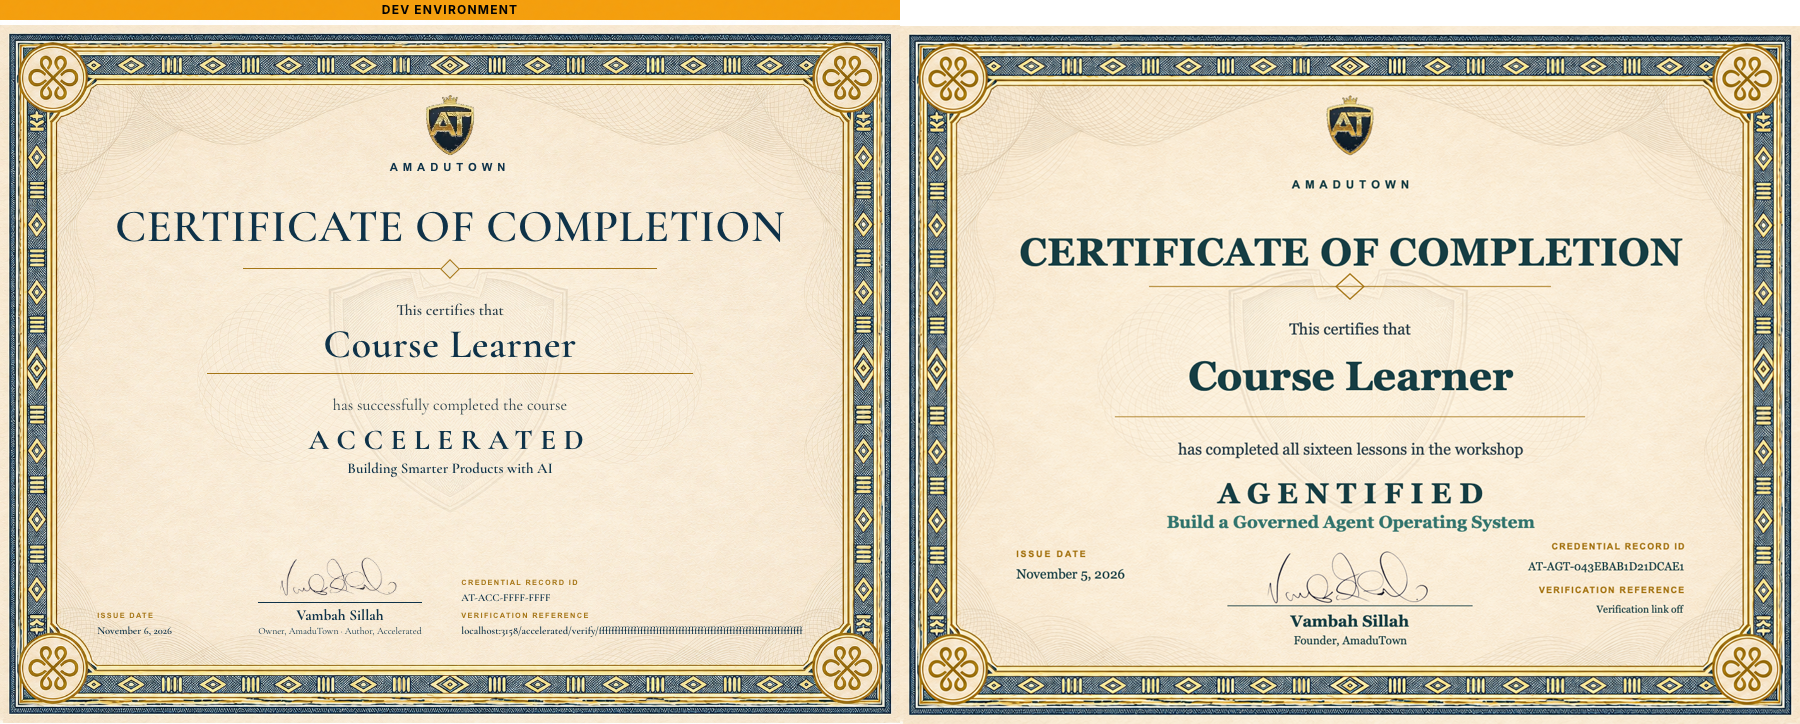 DEV ENVIRONMENT
AT
AMADUTOWN
CERTIFICATE OF COMPLETION
This certifies that
Course Learner
has successfully completed the course
ACCELERATED
Building Smarter Products with AI
ISSUE DATE
November 6, 2026
Vambah Sillah
Owner, AmaduTown · Author, Accelerated
CREDENTIAL RECORD ID
AT-ACC-FFFF-FFFF
VERIFICATION REFERENCE
localhost:3158/accelerated/verify/
AT
AMADUTOWN
CERTIFICATE OF COMPLETION
This certifies that
Course Learner
has completed all sixteen lessons in the workshop
AGENTIFIED
Build a Governed Agent Operating System
ISSUE DATE
November 5, 2026
Vambah Sillah
Founder, AmaduTown
CREDENTIAL RECORD ID
AT-AGT-043EBAB1D21DCAE1
VERIFICATION REFERENCE
Verification link off